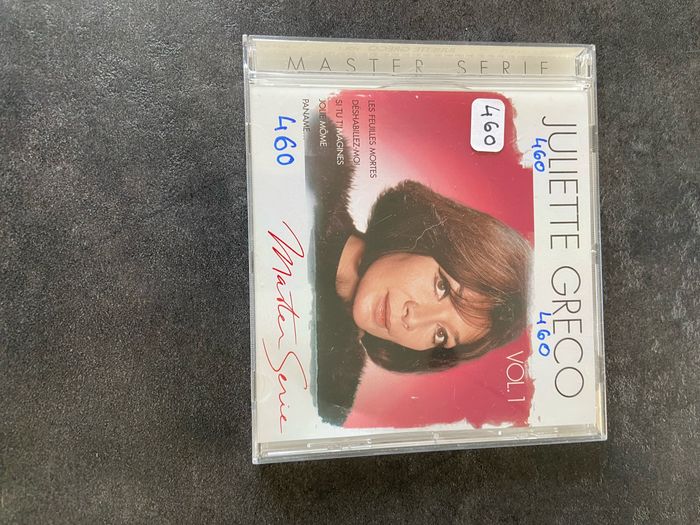 MASTER SERIE
JULIETTE GRECO
460
460
VOL. 1
460
LES FEUILLES MORTES
DÉSHABILLEZ-MOI
SI TU T'IMAGINES
JOLIE MÔME
PANAME...
460
Master Serie